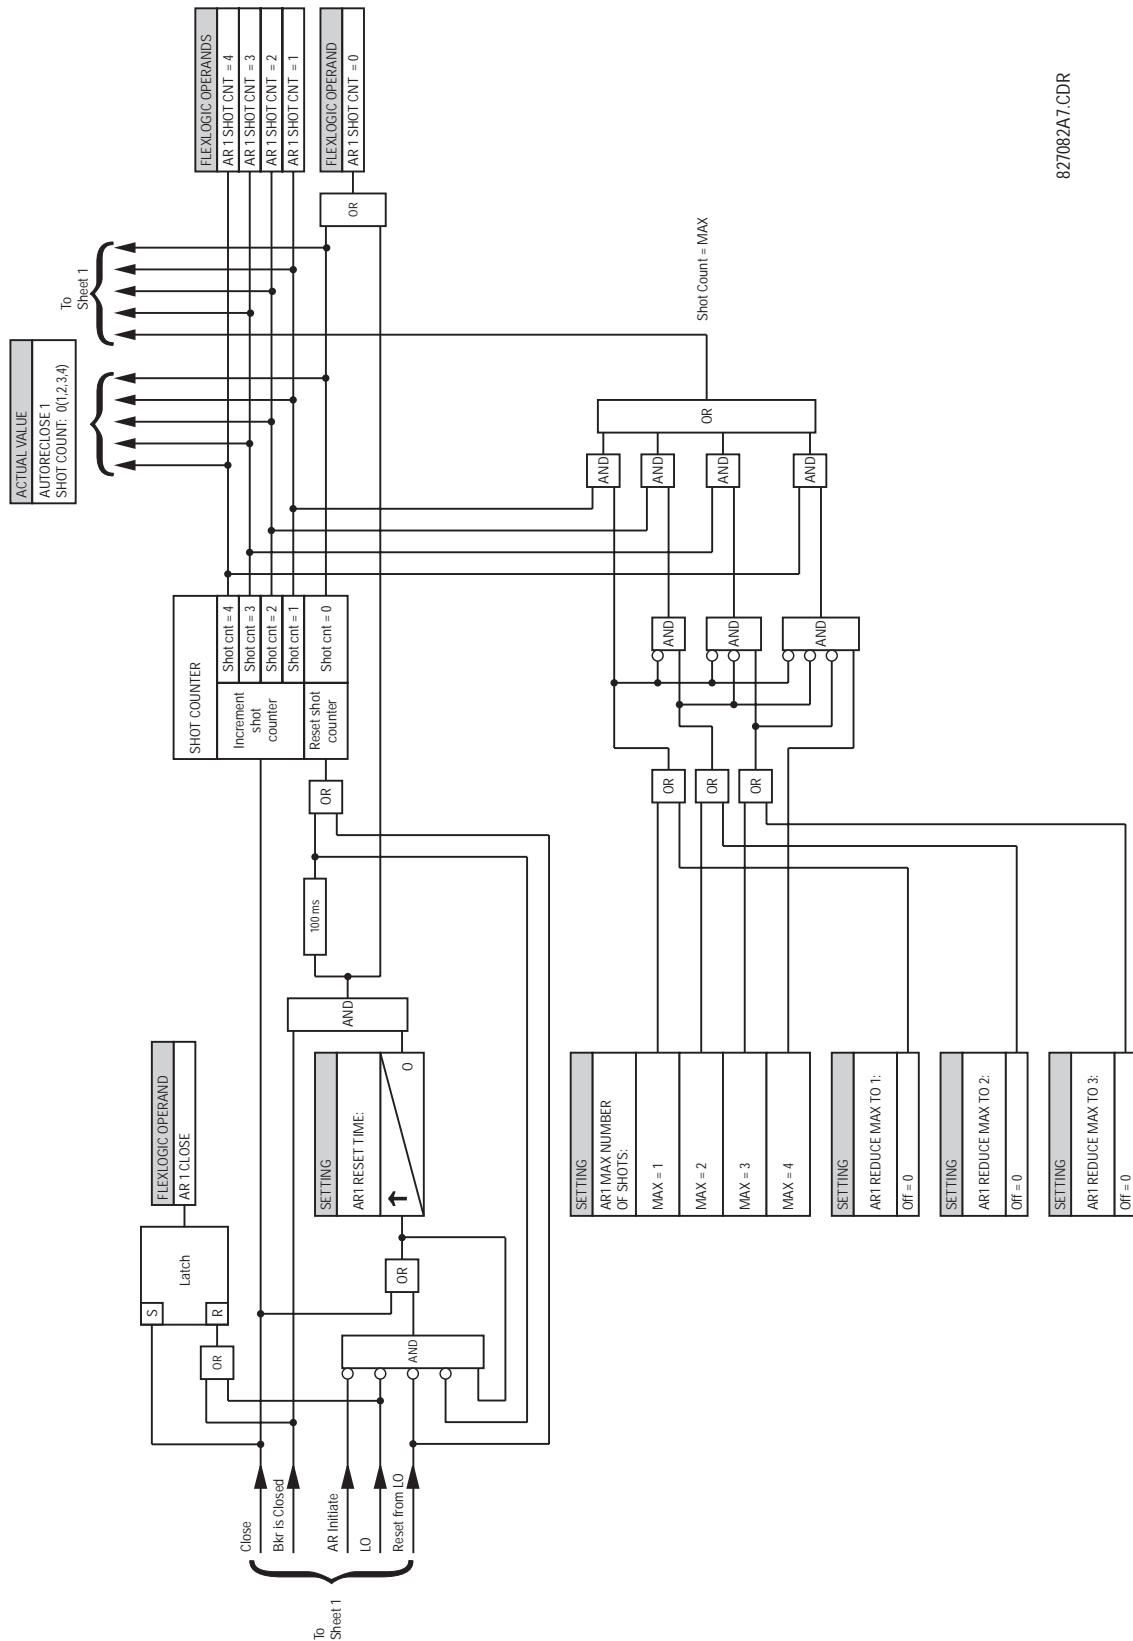 To
Sheet 1
Close
Bkr is Closed
AR Initiate
LO
Reset from LO
S
R
Latch
OR
FLEXLOGIC OPERAND
AR 1 CLOSE
AND
OR
SETTING
AR1 RESET TIME:
O
AND
100 ms
OR
SHOT COUNTER
Increment
shot
counter
Reset shot
counter
Shot cnt = 4
Shot cnt = 3
Shot cnt = 2
Shot cnt = 1
Shot cnt = 0
ACTUAL VALUE
AUTORECLOSE 1
SHOT COUNT: 0(1,2,3,4)
To
Sheet 1
FLEXLOGIC OPERANDS
AR 1 SHOT CNT = 4
AR 1 SHOT CNT = 3
AR 1 SHOT CNT = 2
AR 1 SHOT CNT = 1
FLEXLOGIC OPERAND
AR 1 SHOT CNT = 0
OR
SETTING
AR1 MAX NUMBER
OF SHOTS:
MAX = 1
MAX = 2
MAX = 3
MAX = 4
SETTING
AR1 REDUCE MAX TO 1:
Off = 0
SETTING
AR1 REDUCE MAX TO 2:
Off = 0
SETTING
AR1 REDUCE MAX TO 3:
Off = 0
OR
OR
OR
AND
AND
AND
AND
AND
AND
AND
OR
Shot Count = MAX
827082A7.CDR